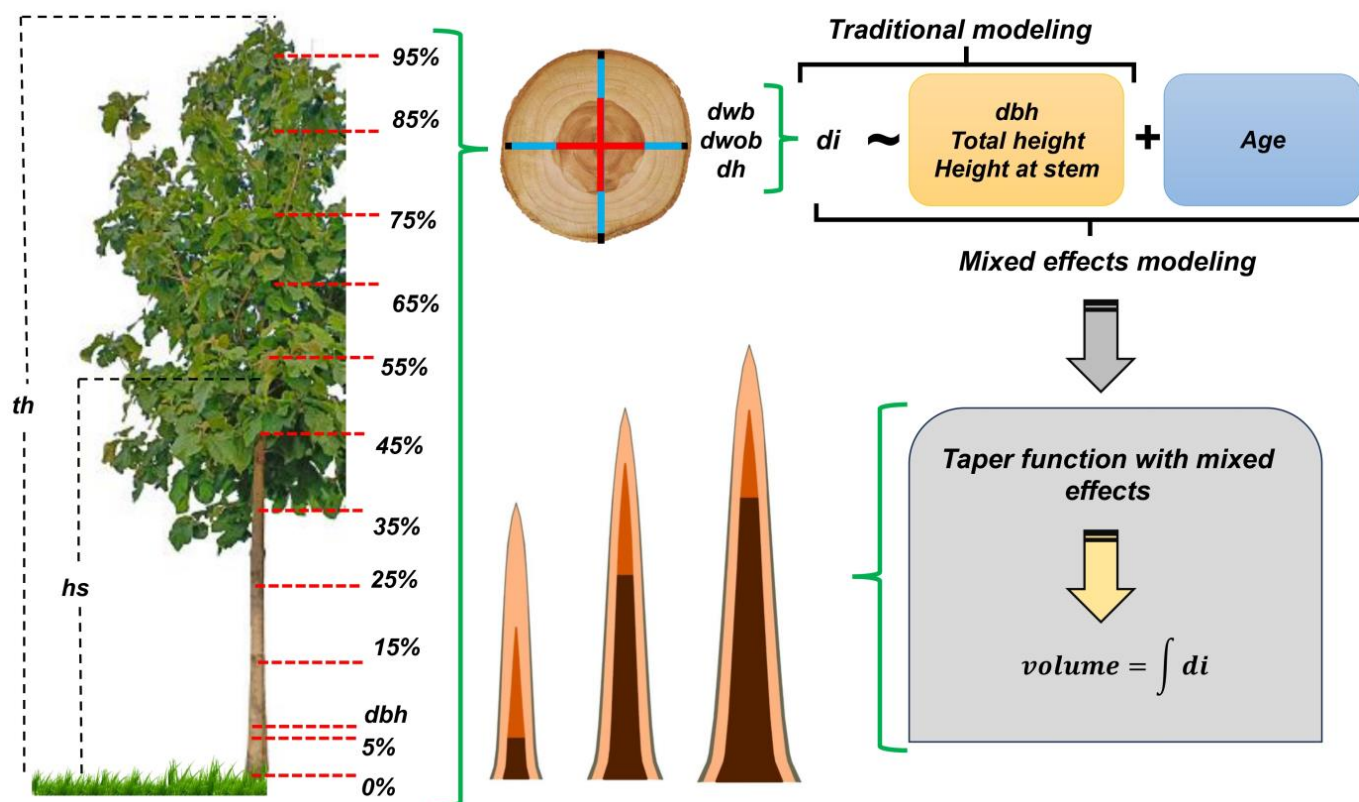 th
hs
95%
85%
75%
65%
55%
45%
35%
25%
15%
dbh
5%
0%
dwb
dwob
dh
Traditional modeling
di ~
dbh
Total height
Height at stem
+
Age
Mixed effects modeling
Taper function with mixed
effects
volume = ∫ di